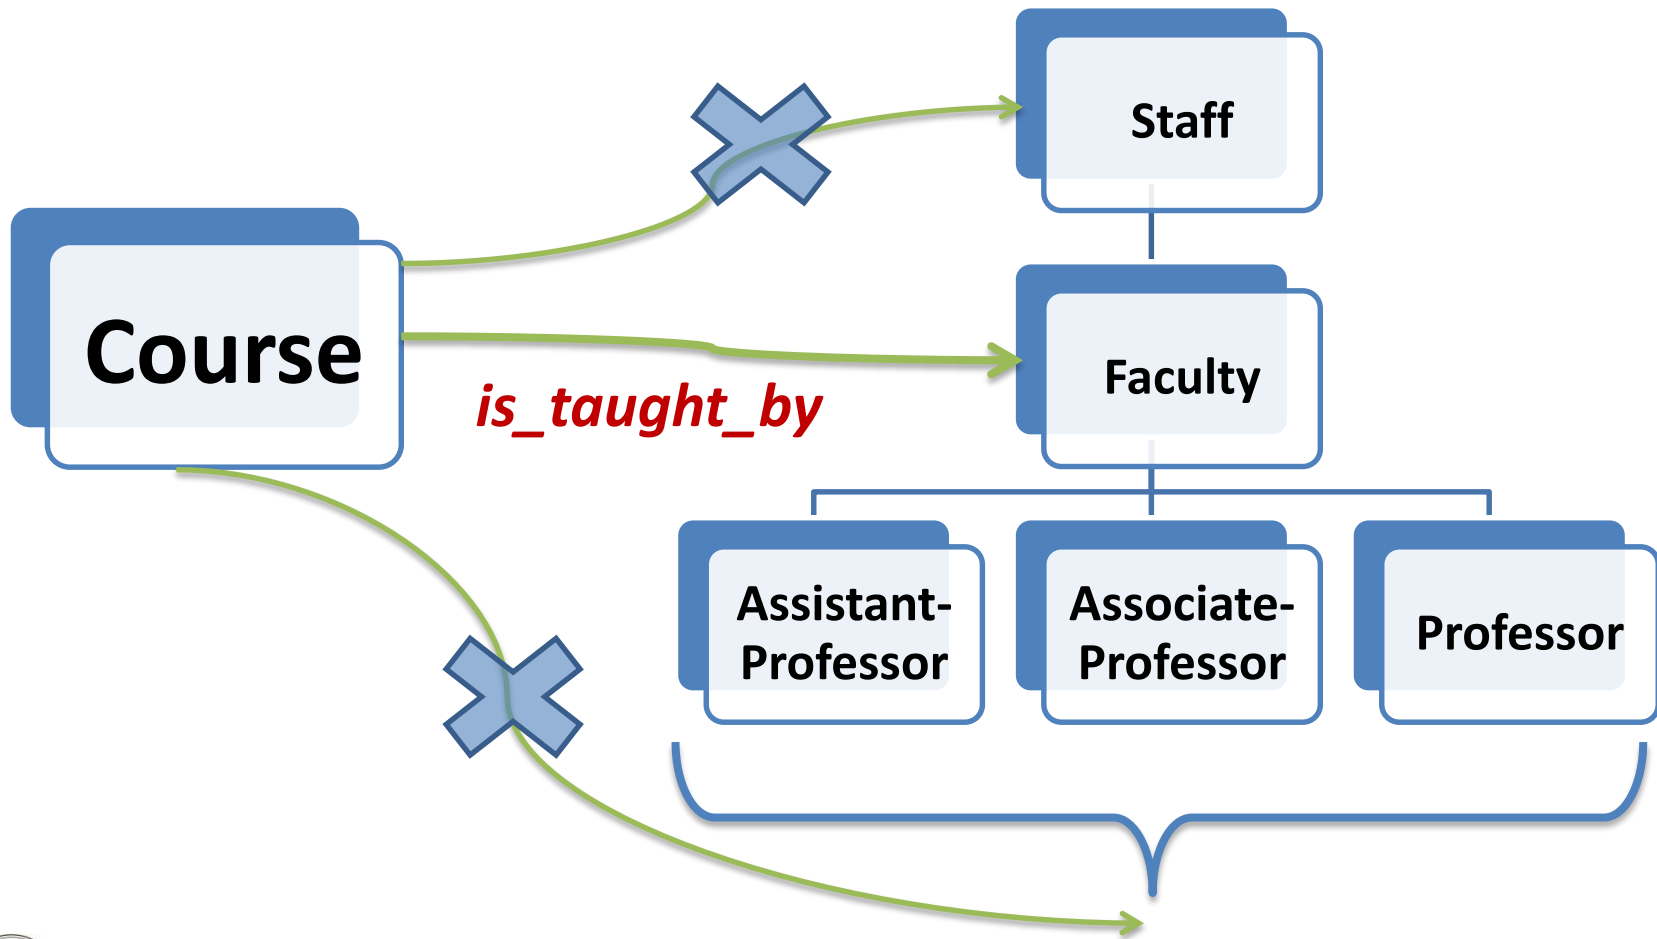 Staff
Course
Faculty
is_taught_by
Assistant-
Professor
Associate-
Professor
Professor